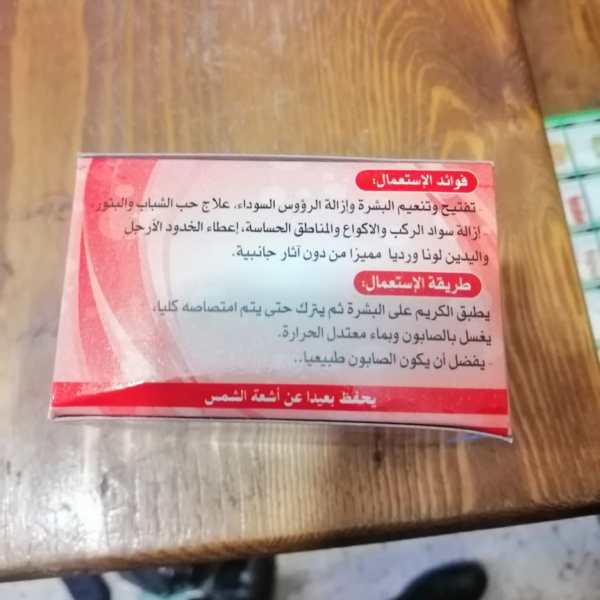 فوائد الإستعمال:
- تفتيح وتنعيم البشرة وإزالة الرؤوس السوداء، علاج حب الشباب والبثور.
- إزالة سواد الركب والاكواع والمناطق الحساسة، إعطاء الخدود الأرجل
واليدين لونا ورديا مميزا من دون آثار جانبية.
طريقة الإستعمال:
يطبق الكريم على البشرة ثم يترك حتى يتم امتصاصه كليا،
يغسل بالصابون وبماء معتدل الحرارة.
- يفضل أن يكون الصابون طبيعيا..
يحفظ بعيدا عن أشعة الشمس